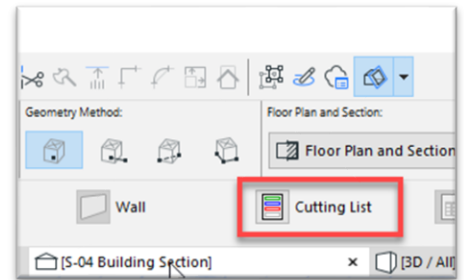 Geometry Method:
Floor Plan and Section:
Floor Plan and Section
Wall
Cutting List
[S-04 Building Section]
[3D / All